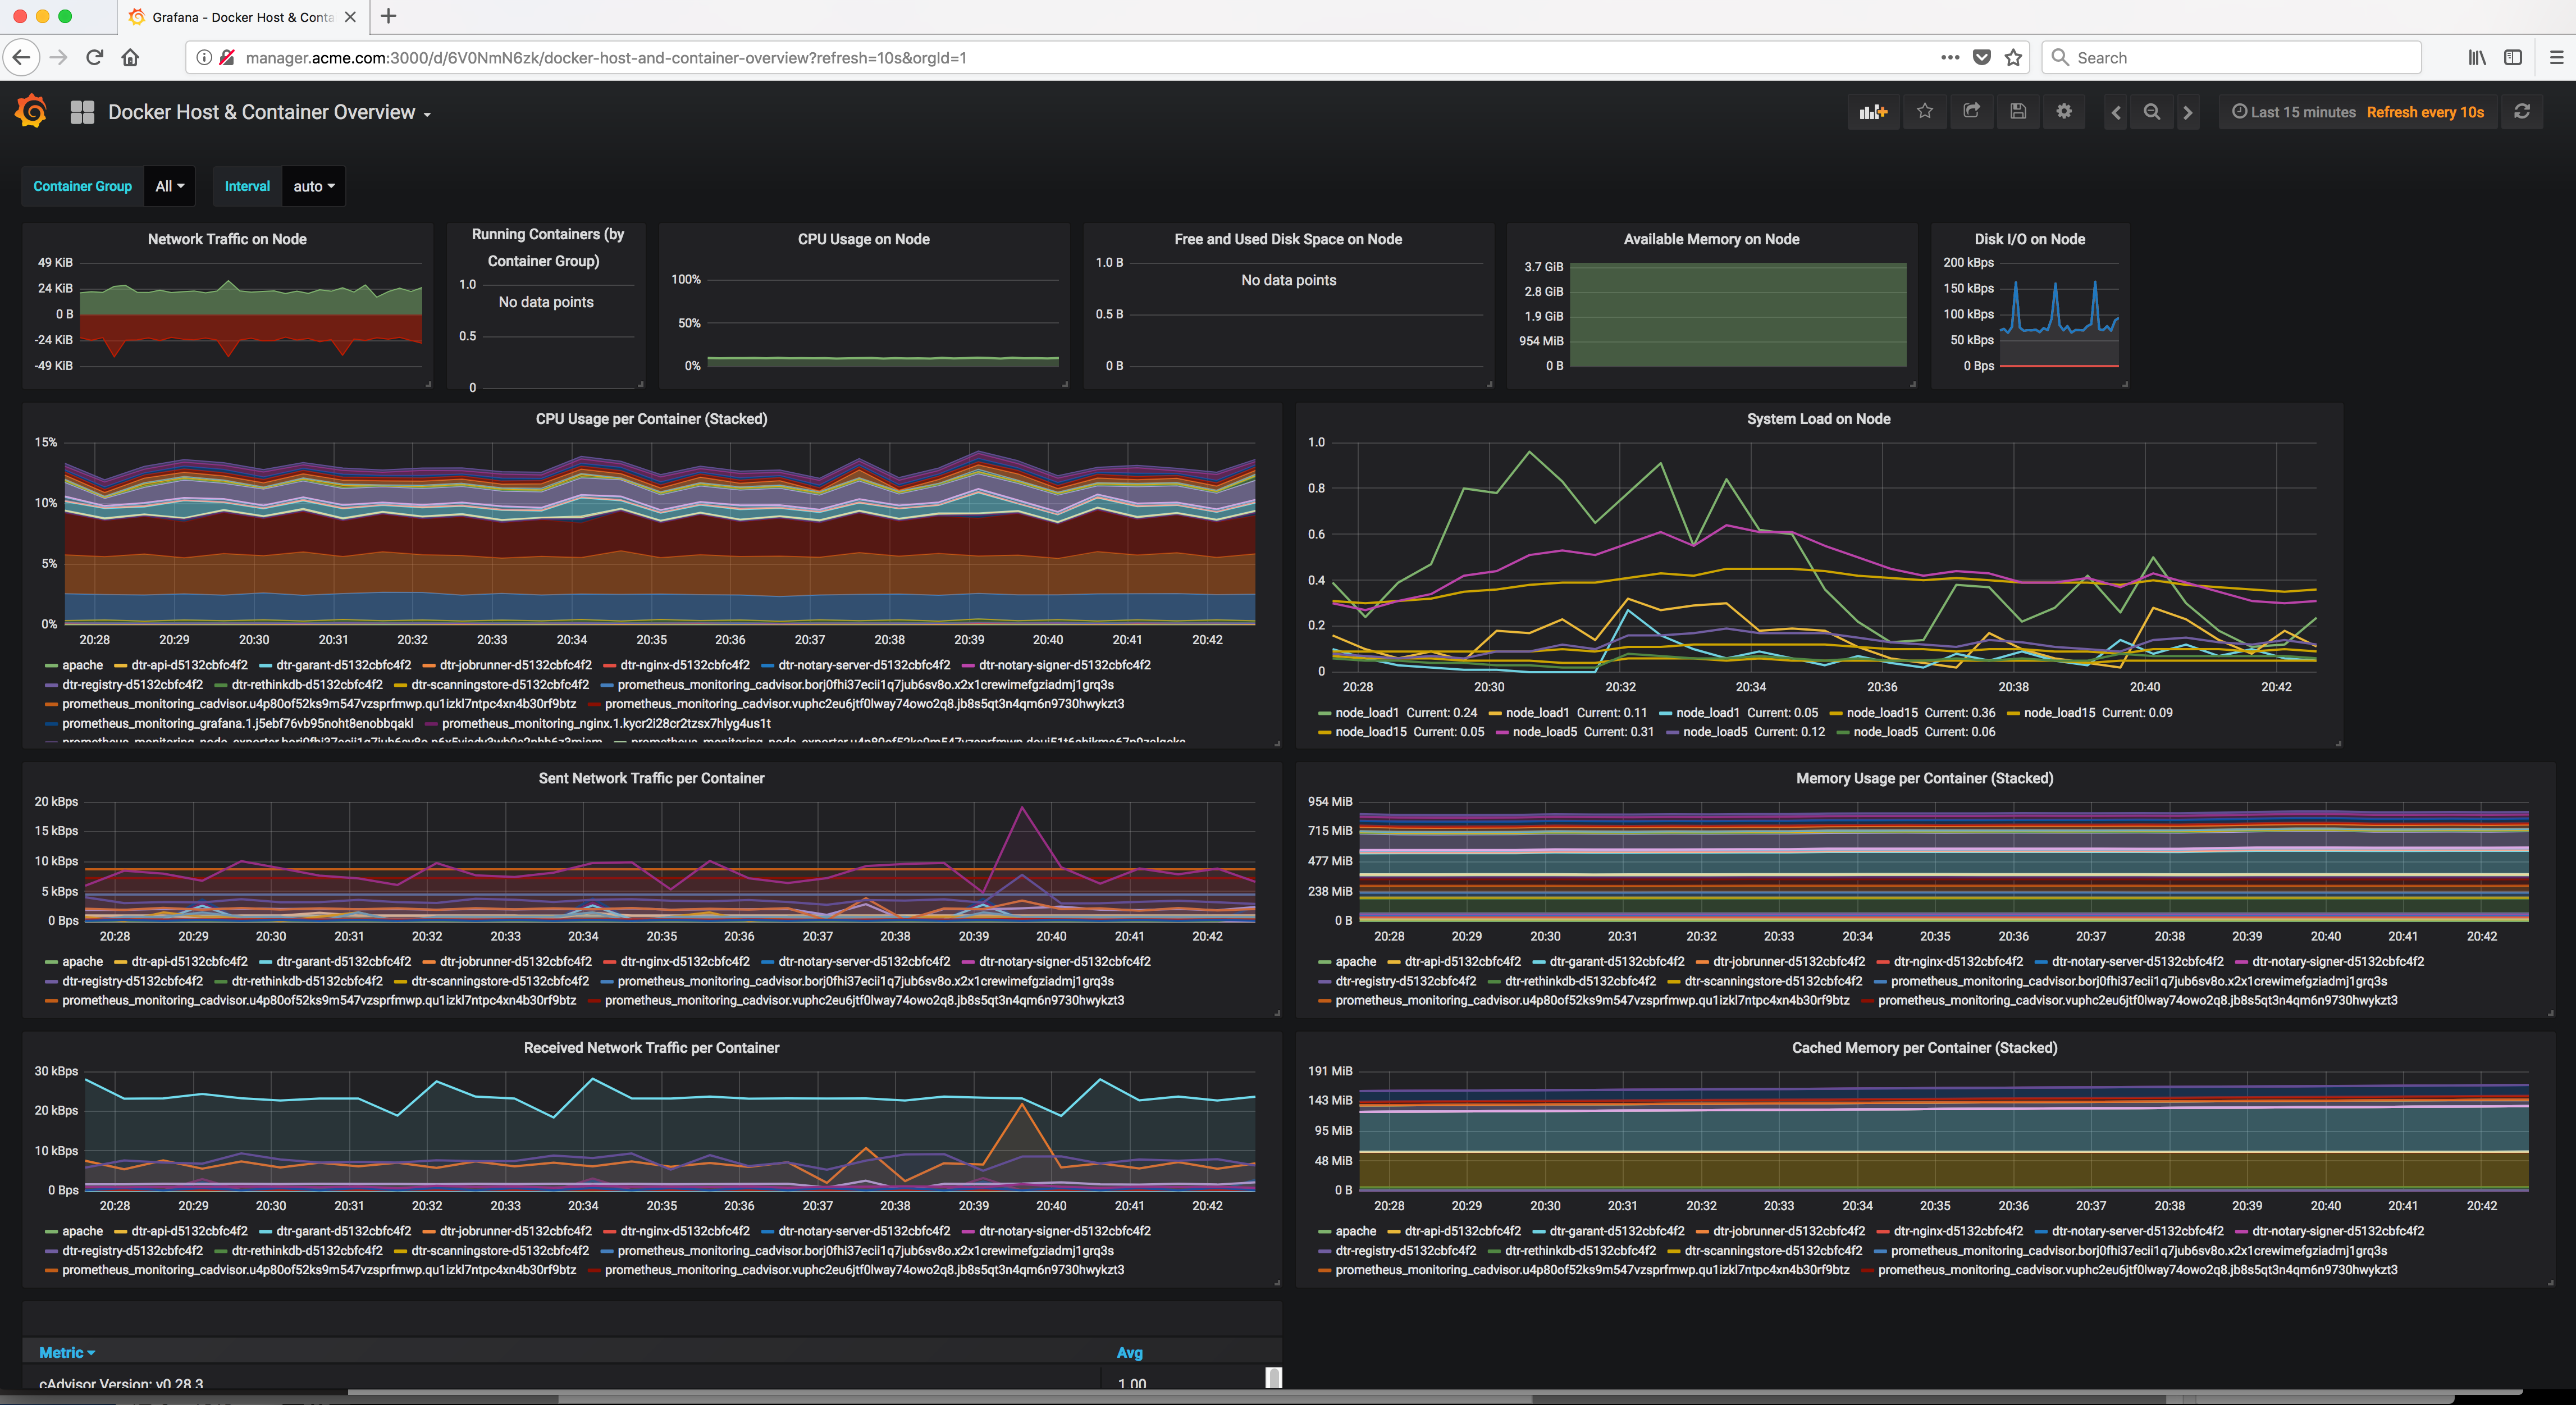 Grafana - Docker Host & Conta
manager.acme.com:3000/d/6V0NmN6zk/docker-host-and-container-overview?refresh=10s&orgId=1
Search
Docker Host & Container Overview
Last 15 minutes Refresh every 10s
Container Group All Interval auto
Network Traffic on Node
49 KiB
24 KiB
0 B
-24 KiB
-49 KiB
Running Containers (by
Container Group)
1.0
No data points
0.5
0
CPU Usage on Node
100%
50%
0%
Free and Used Disk Space on Node
1.0 B
No data points
0.5 B
0 B
Available Memory on Node
3.7 GiB
2.8 GiB
1.9 GiB
954 MiB
0 B
Disk I/O on Node
200 kBps
150 kBps
100 kBps
50 kBps
0 Bps
CPU Usage per Container (Stacked)
15%
10%
5%
0%
20:28 20:29 20:30 20:31 20:32 20:33 20:34 20:35 20:36 20:37 20:38 20:39 20:40 20:41 20:42
apache dtr-api-d5132cbfc4f2 dtr-garant-d5132cbfc4f2 dtr-jobrunner-d5132cbfc4f2 dtr-nginx-d5132cbfc4f2 dtr-notary-server-d5132cbfc4f2 dtr-notary-signer-d5132cbfc4f2
dtr-registry-d5132cbfc4f2 dtr-rethinkdb-d5132cbfc4f2 dtr-scanningstore-d5132cbfc4f2 prometheus_monitoring_cadvisor.borj0fhi37ecii1q7jub6sv8o.x2x1crewimefgziadmj1grq3s
prometheus_monitoring_cadvisor.u4p80of52ks9m547vzsprfmwp.qu1izkl7ntpc4xn4b30rf9btz prometheus_monitoring_cadvisor.vuphc2eu6jtf0lway74owo2q8.jb8s5qt3n4qm6n9730hwykzt3
prometheus_monitoring_grafana.1.j5ebf76vb95noht8enobbqakl prometheus_monitoring_nginx.1.kycr2i28cr2tzsx7hlyg4us1t
System Load on Node
1.0
0.8
0.6
0.4
0.2
0
20:28 20:30 20:32 20:34 20:36 20:38 20:40 20:42
node_load1 Current: 0.24 node_load1 Current: 0.11 node_load1 Current: 0.05 node_load15 Current: 0.36 node_load15 Current: 0.09
node_load15 Current: 0.05 node_load5 Current: 0.31 node_load5 Current: 0.12 node_load5 Current: 0.06
Sent Network Traffic per Container
20 kBps
15 kBps
10 kBps
5 kBps
0 Bps
20:28 20:29 20:30 20:31 20:32 20:33 20:34 20:35 20:36 20:37 20:38 20:39 20:40 20:41 20:42
apache dtr-api-d5132cbfc4f2 dtr-garant-d5132cbfc4f2 dtr-jobrunner-d5132cbfc4f2 dtr-nginx-d5132cbfc4f2 dtr-notary-server-d5132cbfc4f2 dtr-notary-signer-d5132cbfc4f2
dtr-registry-d5132cbfc4f2 dtr-rethinkdb-d5132cbfc4f2 dtr-scanningstore-d5132cbfc4f2 prometheus_monitoring_cadvisor.borj0fhi37ecii1q7jub6sv8o.x2x1crewimefgziadmj1grq3s
prometheus_monitoring_cadvisor.u4p80of52ks9m547vzsprfmwp.qu1izkl7ntpc4xn4b30rf9btz prometheus_monitoring_cadvisor.vuphc2eu6jtf0lway74owo2q8.jb8s5qt3n4qm6n9730hwykzt3
Memory Usage per Container (Stacked)
954 MiB
715 MiB
477 MiB
238 MiB
0 B
20:28 20:29 20:30 20:31 20:32 20:33 20:34 20:35 20:36 20:37 20:38 20:39 20:40 20:41 20:42
apache dtr-api-d5132cbfc4f2 dtr-garant-d5132cbfc4f2 dtr-jobrunner-d5132cbfc4f2 dtr-nginx-d5132cbfc4f2 dtr-notary-server-d5132cbfc4f2 dtr-notary-signer-d5132cbfc4f2
dtr-registry-d5132cbfc4f2 dtr-rethinkdb-d5132cbfc4f2 dtr-scanningstore-d5132cbfc4f2 prometheus_monitoring_cadvisor.borj0fhi37ecii1q7jub6sv8o.x2x1crewimefgziadmj1grq3s
prometheus_monitoring_cadvisor.u4p80of52ks9m547vzsprfmwp.qu1izkl7ntpc4xn4b30rf9btz prometheus_monitoring_cadvisor.vuphc2eu6jtf0lway74owo2q8.jb8s5qt3n4qm6n9730hwykzt3
Received Network Traffic per Container
30 kBps
20 kBps
10 kBps
0 Bps
20:28 20:29 20:30 20:31 20:32 20:33 20:34 20:35 20:36 20:37 20:38 20:39 20:40 20:41 20:42
apache dtr-api-d5132cbfc4f2 dtr-garant-d5132cbfc4f2 dtr-jobrunner-d5132cbfc4f2 dtr-nginx-d5132cbfc4f2 dtr-notary-server-d5132cbfc4f2 dtr-notary-signer-d5132cbfc4f2
dtr-registry-d5132cbfc4f2 dtr-rethinkdb-d5132cbfc4f2 dtr-scanningstore-d5132cbfc4f2 prometheus_monitoring_cadvisor.borj0fhi37ecii1q7jub6sv8o.x2x1crewimefgziadmj1grq3s
prometheus_monitoring_cadvisor.u4p80of52ks9m547vzsprfmwp.qu1izkl7ntpc4xn4b30rf9btz prometheus_monitoring_cadvisor.vuphc2eu6jtf0lway74owo2q8.jb8s5qt3n4qm6n9730hwykzt3
Cached Memory per Container (Stacked)
191 MiB
143 MiB
95 MiB
48 MiB
0 B
20:28 20:29 20:30 20:31 20:32 20:33 20:34 20:35 20:36 20:37 20:38 20:39 20:40 20:41 20:42
apache dtr-api-d5132cbfc4f2 dtr-garant-d5132cbfc4f2 dtr-jobrunner-d5132cbfc4f2 dtr-nginx-d5132cbfc4f2 dtr-notary-server-d5132cbfc4f2 dtr-notary-signer-d5132cbfc4f2
dtr-registry-d5132cbfc4f2 dtr-rethinkdb-d5132cbfc4f2 dtr-scanningstore-d5132cbfc4f2 prometheus_monitoring_cadvisor.borj0fhi37ecii1q7jub6sv8o.x2x1crewimefgziadmj1grq3s
prometheus_monitoring_cadvisor.u4p80of52ks9m547vzsprfmwp.qu1izkl7ntpc4xn4b30rf9btz prometheus_monitoring_cadvisor.vuphc2eu6jtf0lway74owo2q8.jb8s5qt3n4qm6n9730hwykzt3
Metric Avg
cAdvisor Version: v0.28.3 1.00